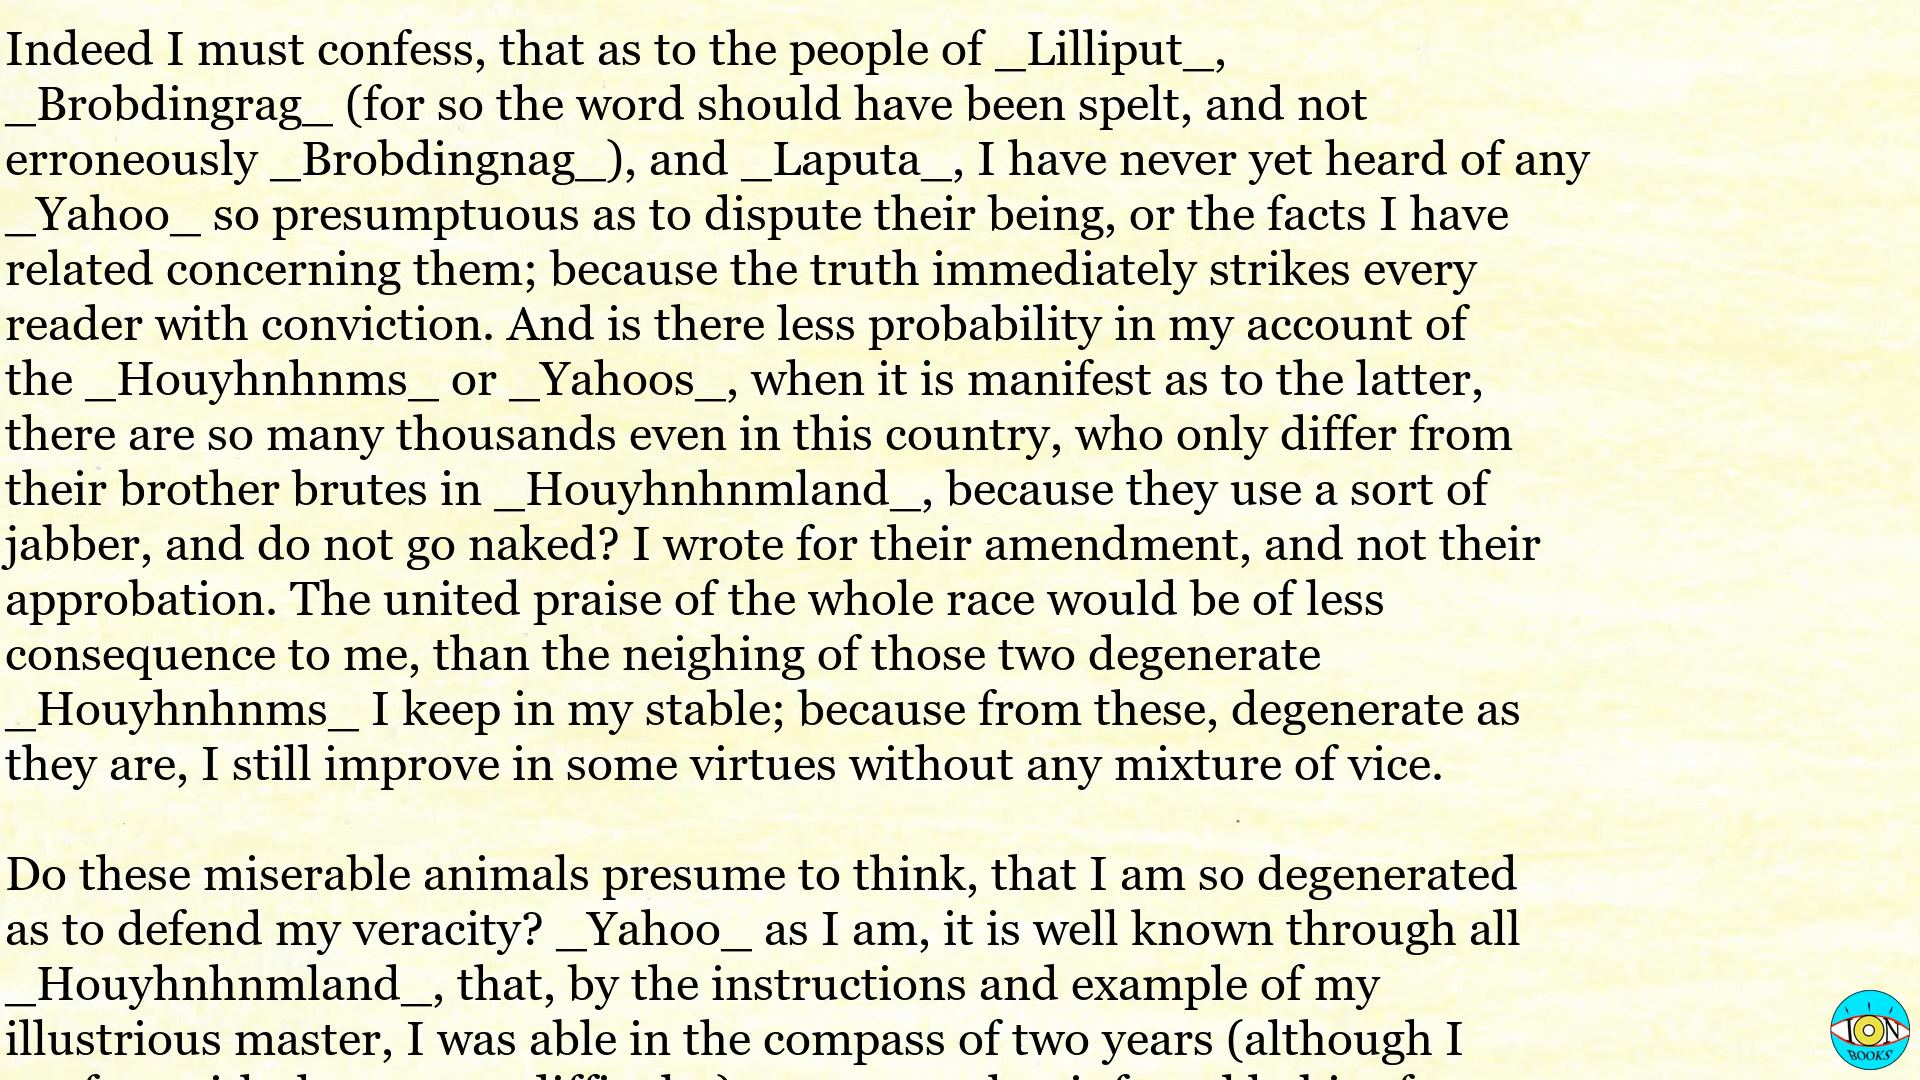 Indeed I must confess, that as to the people of _Lilliput_,
_Brobdingrag_ (for so the word should have been spelt, and not
erroneously _Brobdingnag_), and _Laputa_, I have never yet heard of any
_Yahoo_ so presumptuous as to dispute their being, or the facts I have
related concerning them; because the truth immediately strikes every
reader with conviction. And is there less probability in my account of
the _Houyhnhnms_ or _Yahoos_, when it is manifest as to the latter,
there are so many thousands even in this country, who only differ from
their brother brutes in _Houyhnhnmland_, because they use a sort of
jabber, and do not go naked? I wrote for their amendment, and not their
approbation. The united praise of the whole race would be of less
consequence to me, than the neighing of those two degenerate
_Houyhnhnms_ I keep in my stable; because from these, degenerate as
they are, I still improve in some virtues without any mixture of vice.
Do these miserable animals presume to think, that I am so degenerated
as to defend my veracity? _Yahoo_ as I am, it is well known through all
_Houyhnhnmland_, that, by the instructions and example of my
illustrious master, I was able in the compass of two years (although I
ION
BOOKS